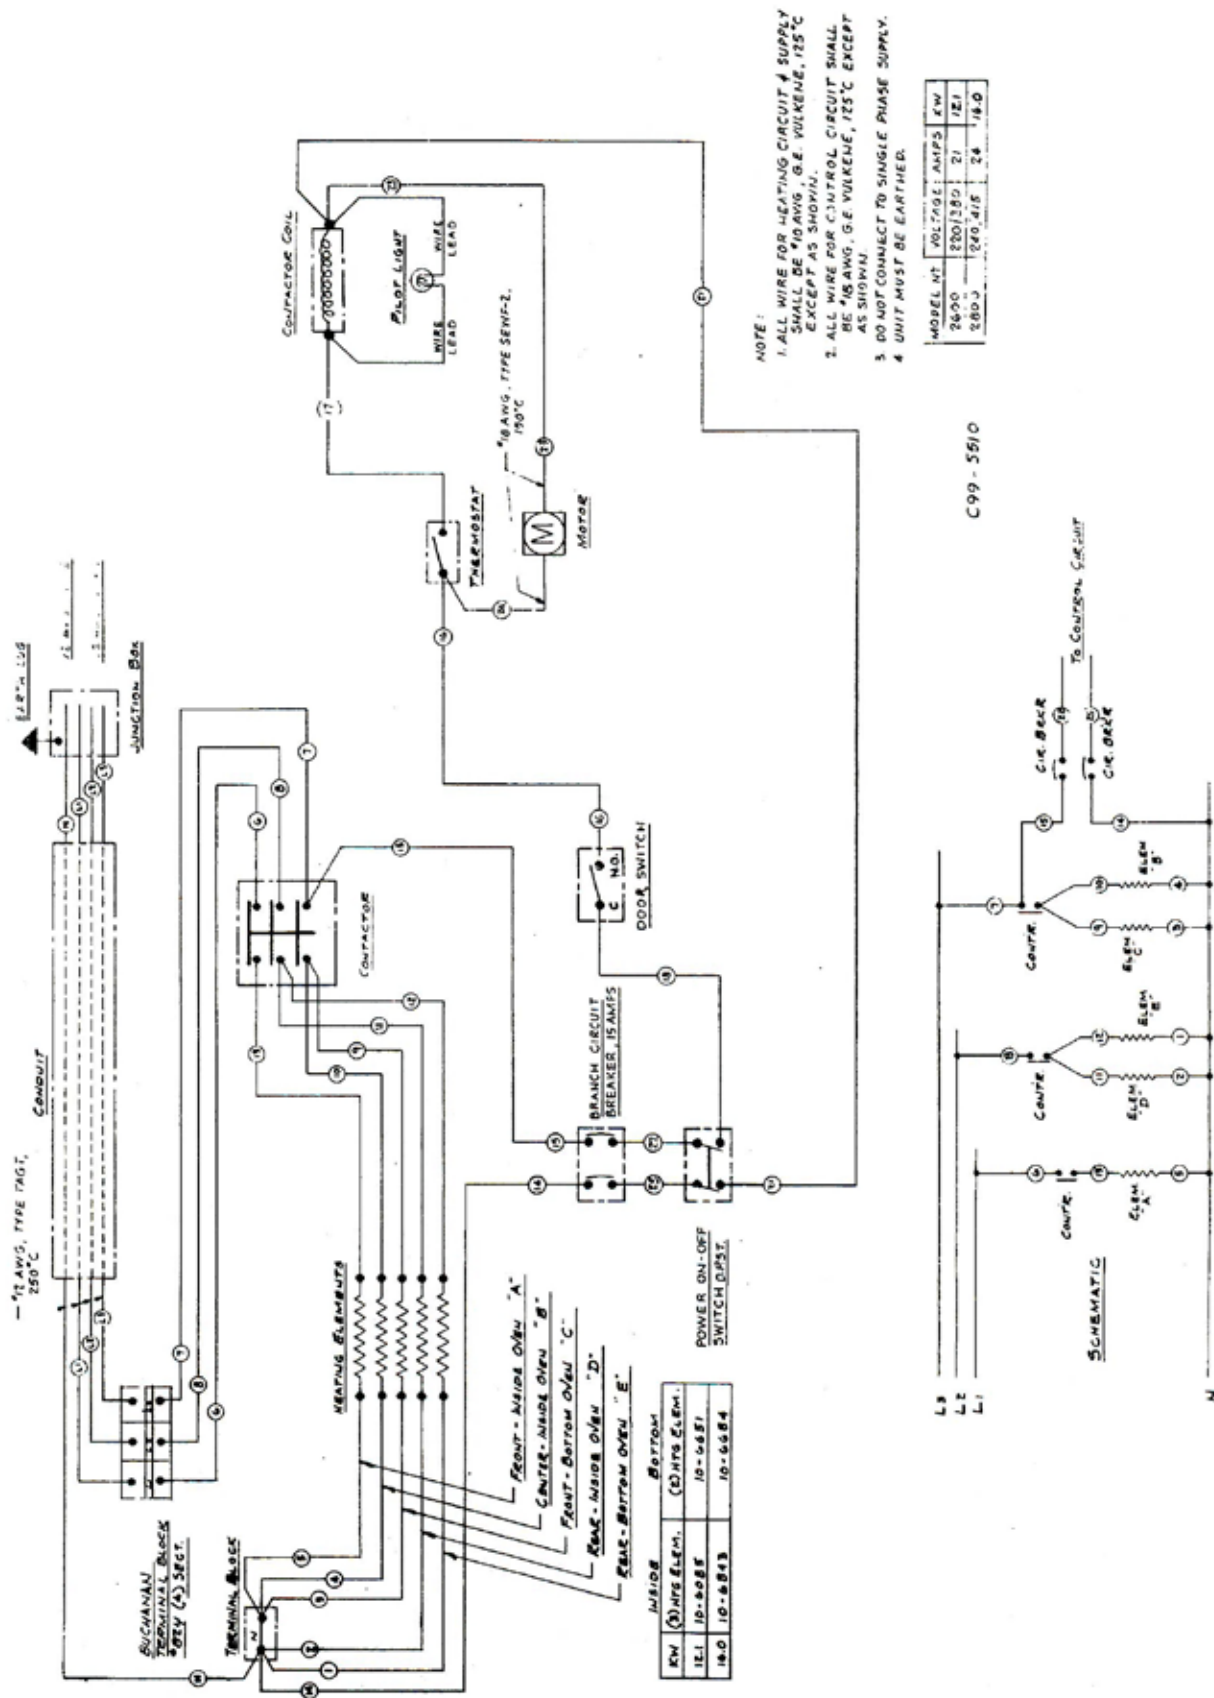 EARTH LUG
JUNCTION BOX
CONDUIT
#12 AWG, TYPE TAGT,
250°C
BUCHANAN
TERMINAL BLOCK
SECT.
TERMINAL BLOCK
N
HEATING ELEMENTS
FRONT - INSIDE OVEN "A"
CENTER - INSIDE OVEN "B"
FRONT - BOTTOM OVEN "C"
REAR - INSIDE OVEN "D"
REAR - BOTTOM OVEN "E"
CONTACTOR
BRANCH CIRCUIT
BREAKER, 15 AMPS
POWER ON-OFF
SWITCH D.P.S.T.
DOOR SWITCH
C N.O.
THERMOSTAT
MOTOR
M
#18 AWG, TYPE SEWF-2,
150°C
CONTACTOR COIL
PILOT LIGHT
WIRE
LEAD
WIRE
LEAD
NOTE:
1. ALL WIRE FOR HEATING CIRCUIT & SUPPLY
SHALL BE #10 AWG, G.E. VULKENE, 125°C
EXCEPT AS SHOWN.
2. ALL WIRE FOR CONTROL CIRCUIT SHALL
BE #18 AWG, G.E. VULKENE, 125°C EXCEPT
AS SHOWN.
3. DO NOT CONNECT TO SINGLE PHASE SUPPLY.
4 UNIT MUST BE EARTHED.
MODEL Nº VOLTAGE AMPS KW
2600 220/380 21 12.1
2800 240/415 24 16.0
C99-5510
INSIDE BOTTOM
KW (3) HTG ELEM. (2) HTG ELEM.
12.1 10-6085 10-6651
16.0 10-6843 10-6684
SCHEMATIC
L3
L2
L1
N
CONTR.
ELEM.
"A"
CONTR.
ELEM
"D"
ELEM
"E"
CONTR.
ELEM
"C"
ELEM
"B"
CIR. BRKR
CIR. BRKR
TO CONTROL CIRCUIT